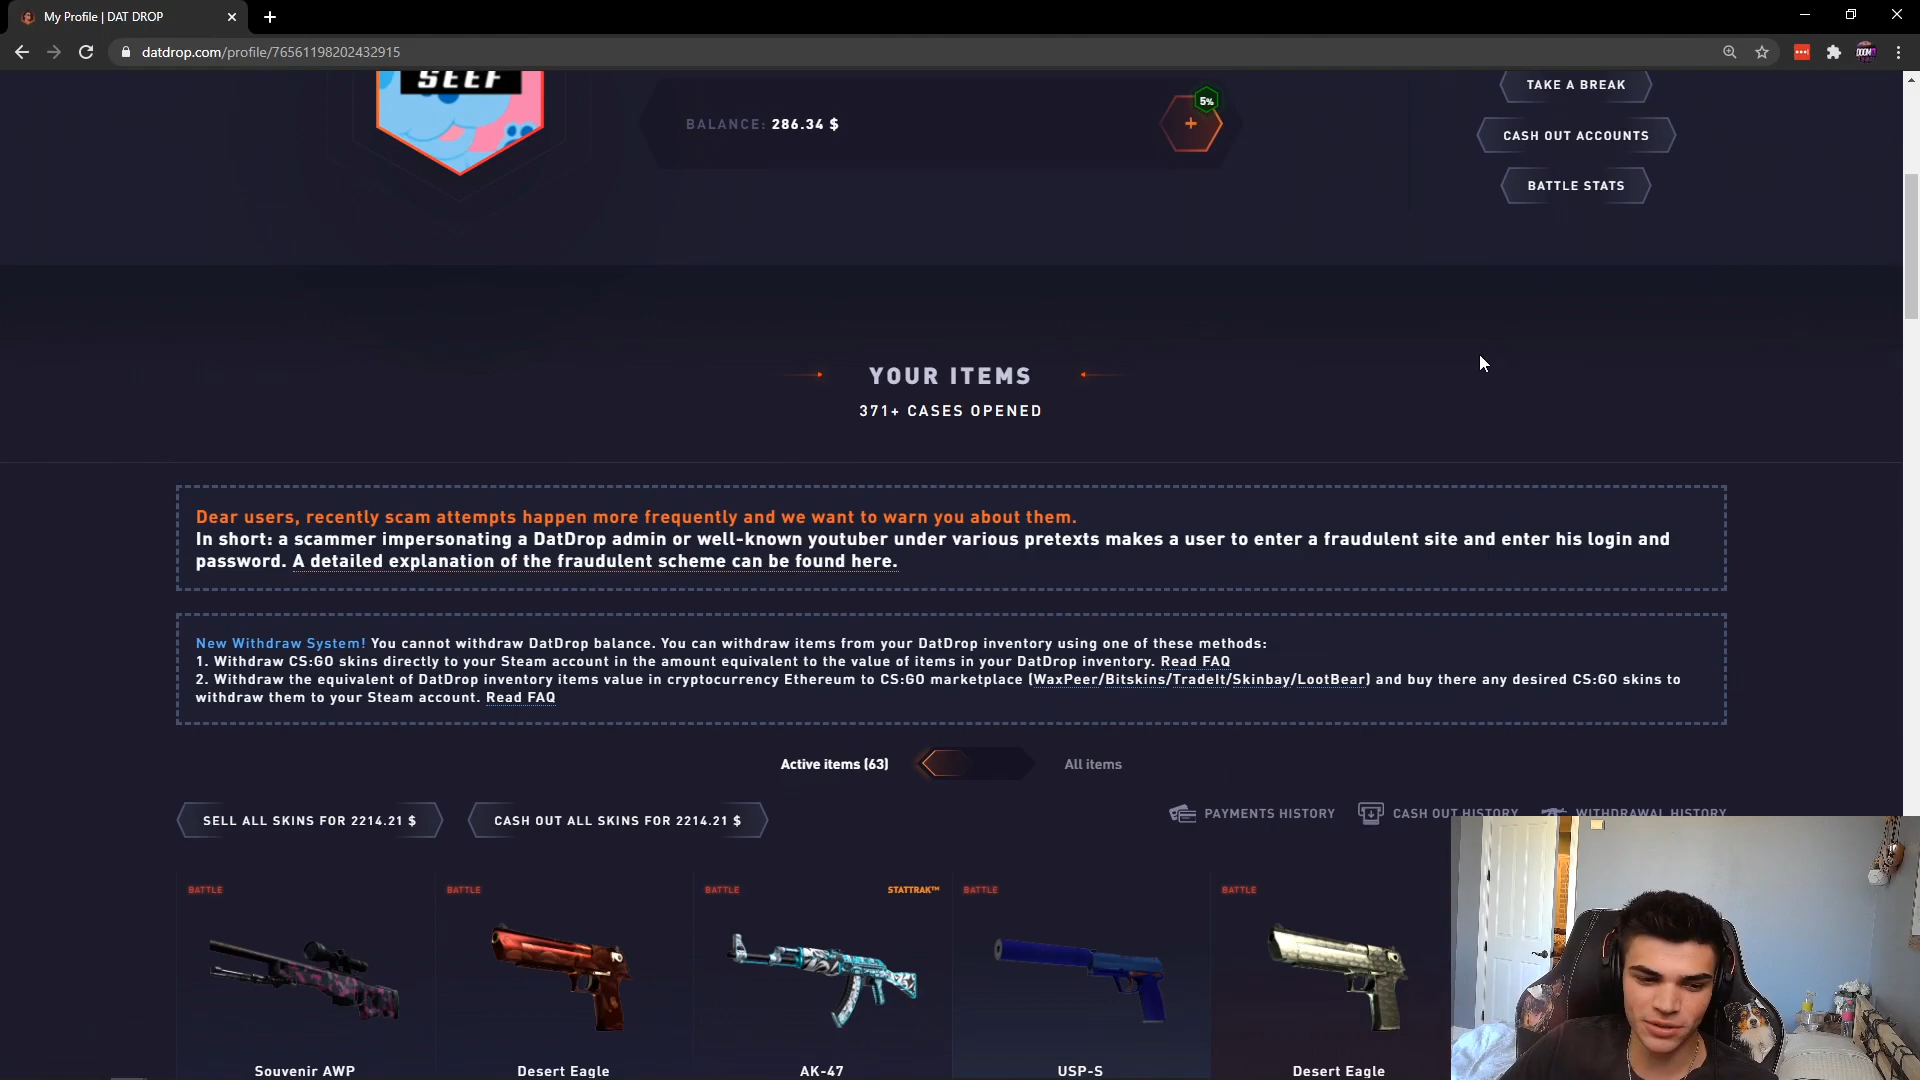 My Profile | DAT DROP
datdrop.com/profile/76561198202432915
SEEF
BALANCE: 286.34 $
5%
+
TAKE A BREAK
CASH OUT ACCOUNTS
BATTLE STATS
YOUR ITEMS
371+ CASES OPENED
Dear users, recently scam attempts happen more frequently and we want to warn you about them.
In short: a scammer impersonating a DatDrop admin or well-known youtuber under various pretexts makes a user to enter a fraudulent site and enter his login and
password. A detailed explanation of the fraudulent scheme can be found here.
New Withdraw System! You cannot withdraw DatDrop balance. You can withdraw items from your DatDrop inventory using one of these methods:
1. Withdraw CS:GO skins directly to your Steam account in the amount equivalent to the value of items in your DatDrop inventory. Read FAQ
2. Withdraw the equivalent of DatDrop inventory items value in cryptocurrency Ethereum to CS:GO marketplace (WaxPeer/Bitskins/TradeIt/Skinbay/LootBear) and buy there any desired CS:GO skins to
withdraw them to your Steam account. Read FAQ
Active items (63)
All items
SELL ALL SKINS FOR 2214.21 $
CASH OUT ALL SKINS FOR 2214.21 $
PAYMENTS HISTORY
CASH OUT HISTORY
WITHDRAWAL HISTORY
BATTLE
BATTLE
BATTLE
STATTRAK™
BATTLE
BATTLE
Souvenir AWP
Desert Eagle
AK-47
USP-S
Desert Eagle